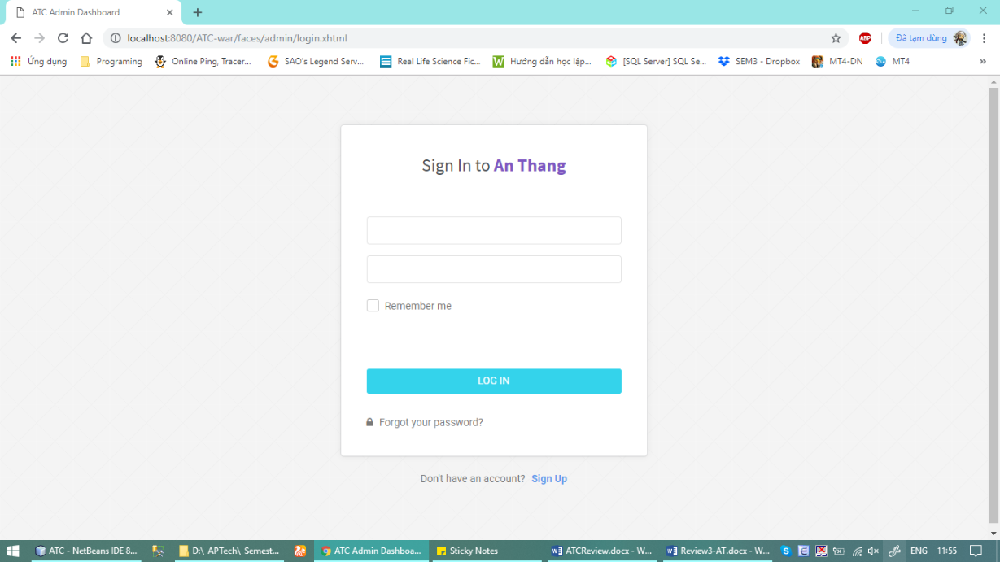 ATC Admin Dashboard
localhost:8080/ATC-war/faces/admin/login.xhtml
ABP
Đã tạm dừng
Ứng dụng
Programing
Online Ping, Tracer...
SAO's Legend Serv...
Real Life Science Fic...
Hướng dẫn học lập...
[SQL Server] SQL Se...
SEM3 - Dropbox
MT4-DN
MT4
»
Sign In to An Thang
Remember me
LOG IN
Forgot your password?
Don't have an account? Sign Up
ATC - NetBeans IDE 8...
D:\_APTech\_Semest...
ATC Admin Dashboa...
Sticky Notes
ATCReview.docx - W...
Review3-AT.docx - W...
ENG
11:55